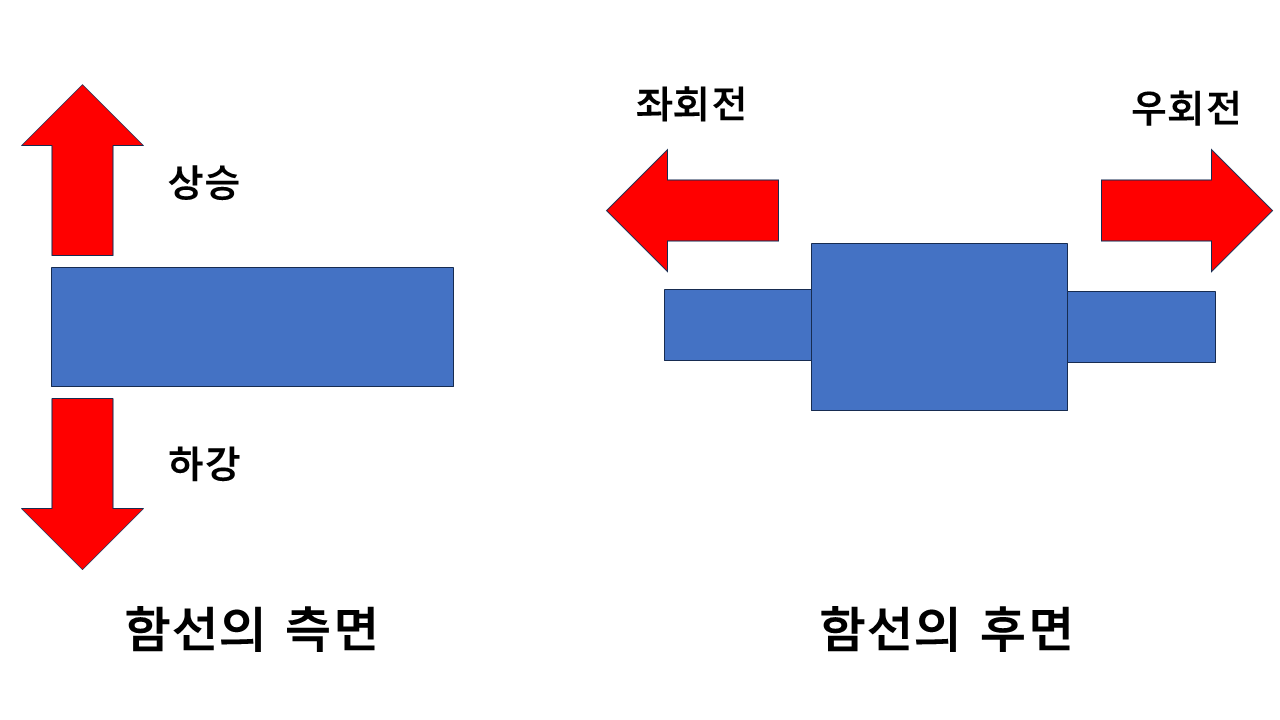 상승
하강
함선의 측면
좌회전
우회전
함선의 후면